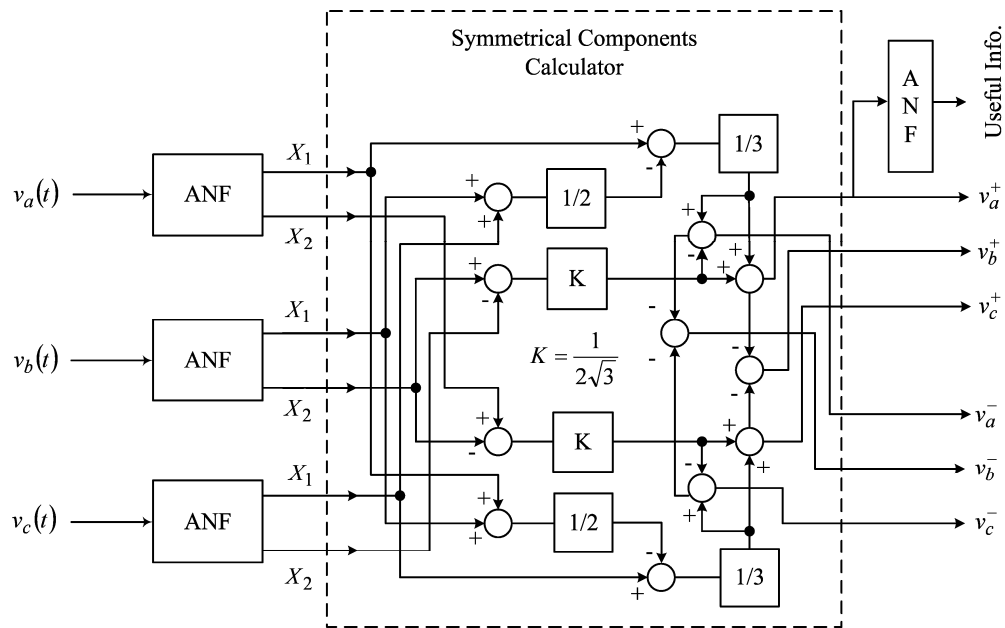 Symmetrical Components
Calculator
A
N
F
Useful Info.
v_a(t)
ANF
X_1
X_2
+
-
1/3
+
+
1/2
v_a^+
+
-
+
-
K
+
-
+
+
v_b^+
v_c^+
v_b(t)
ANF
X_1
X_2
K = 1/(2√3)
-
-
-
-
+
-
K
+
+
v_a^-
v_b^-
v_c(t)
ANF
X_1
X_2
+
+
1/2
-
+
-
+
1/3
v_c^-